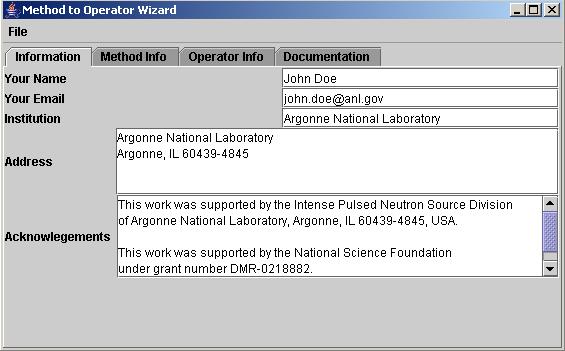 Method to Operator Wizard
File
Information Method Info Operator Info Documentation
Your Name John Doe
Your Email john.doe@anl.gov
Institution Argonne National Laboratory
Address
Argonne National Laboratory
Argonne, IL 60439-4845
Acknowlegements
This work was supported by the Intense Pulsed Neutron Source Division
of Argonne National Laboratory, Argonne, IL 60439-4845, USA.
This work was supported by the National Science Foundation
under grant number DMR-0218882.